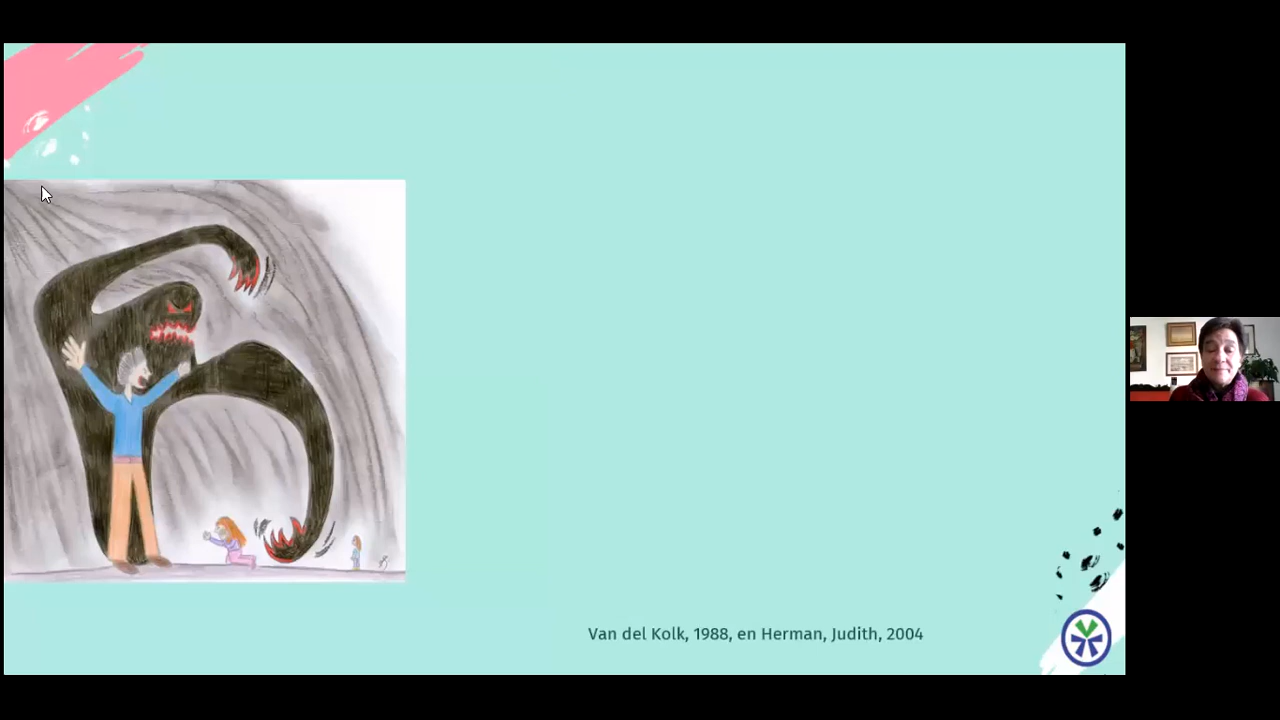 Van del Kolk, 1988, en Herman, Judith, 2004